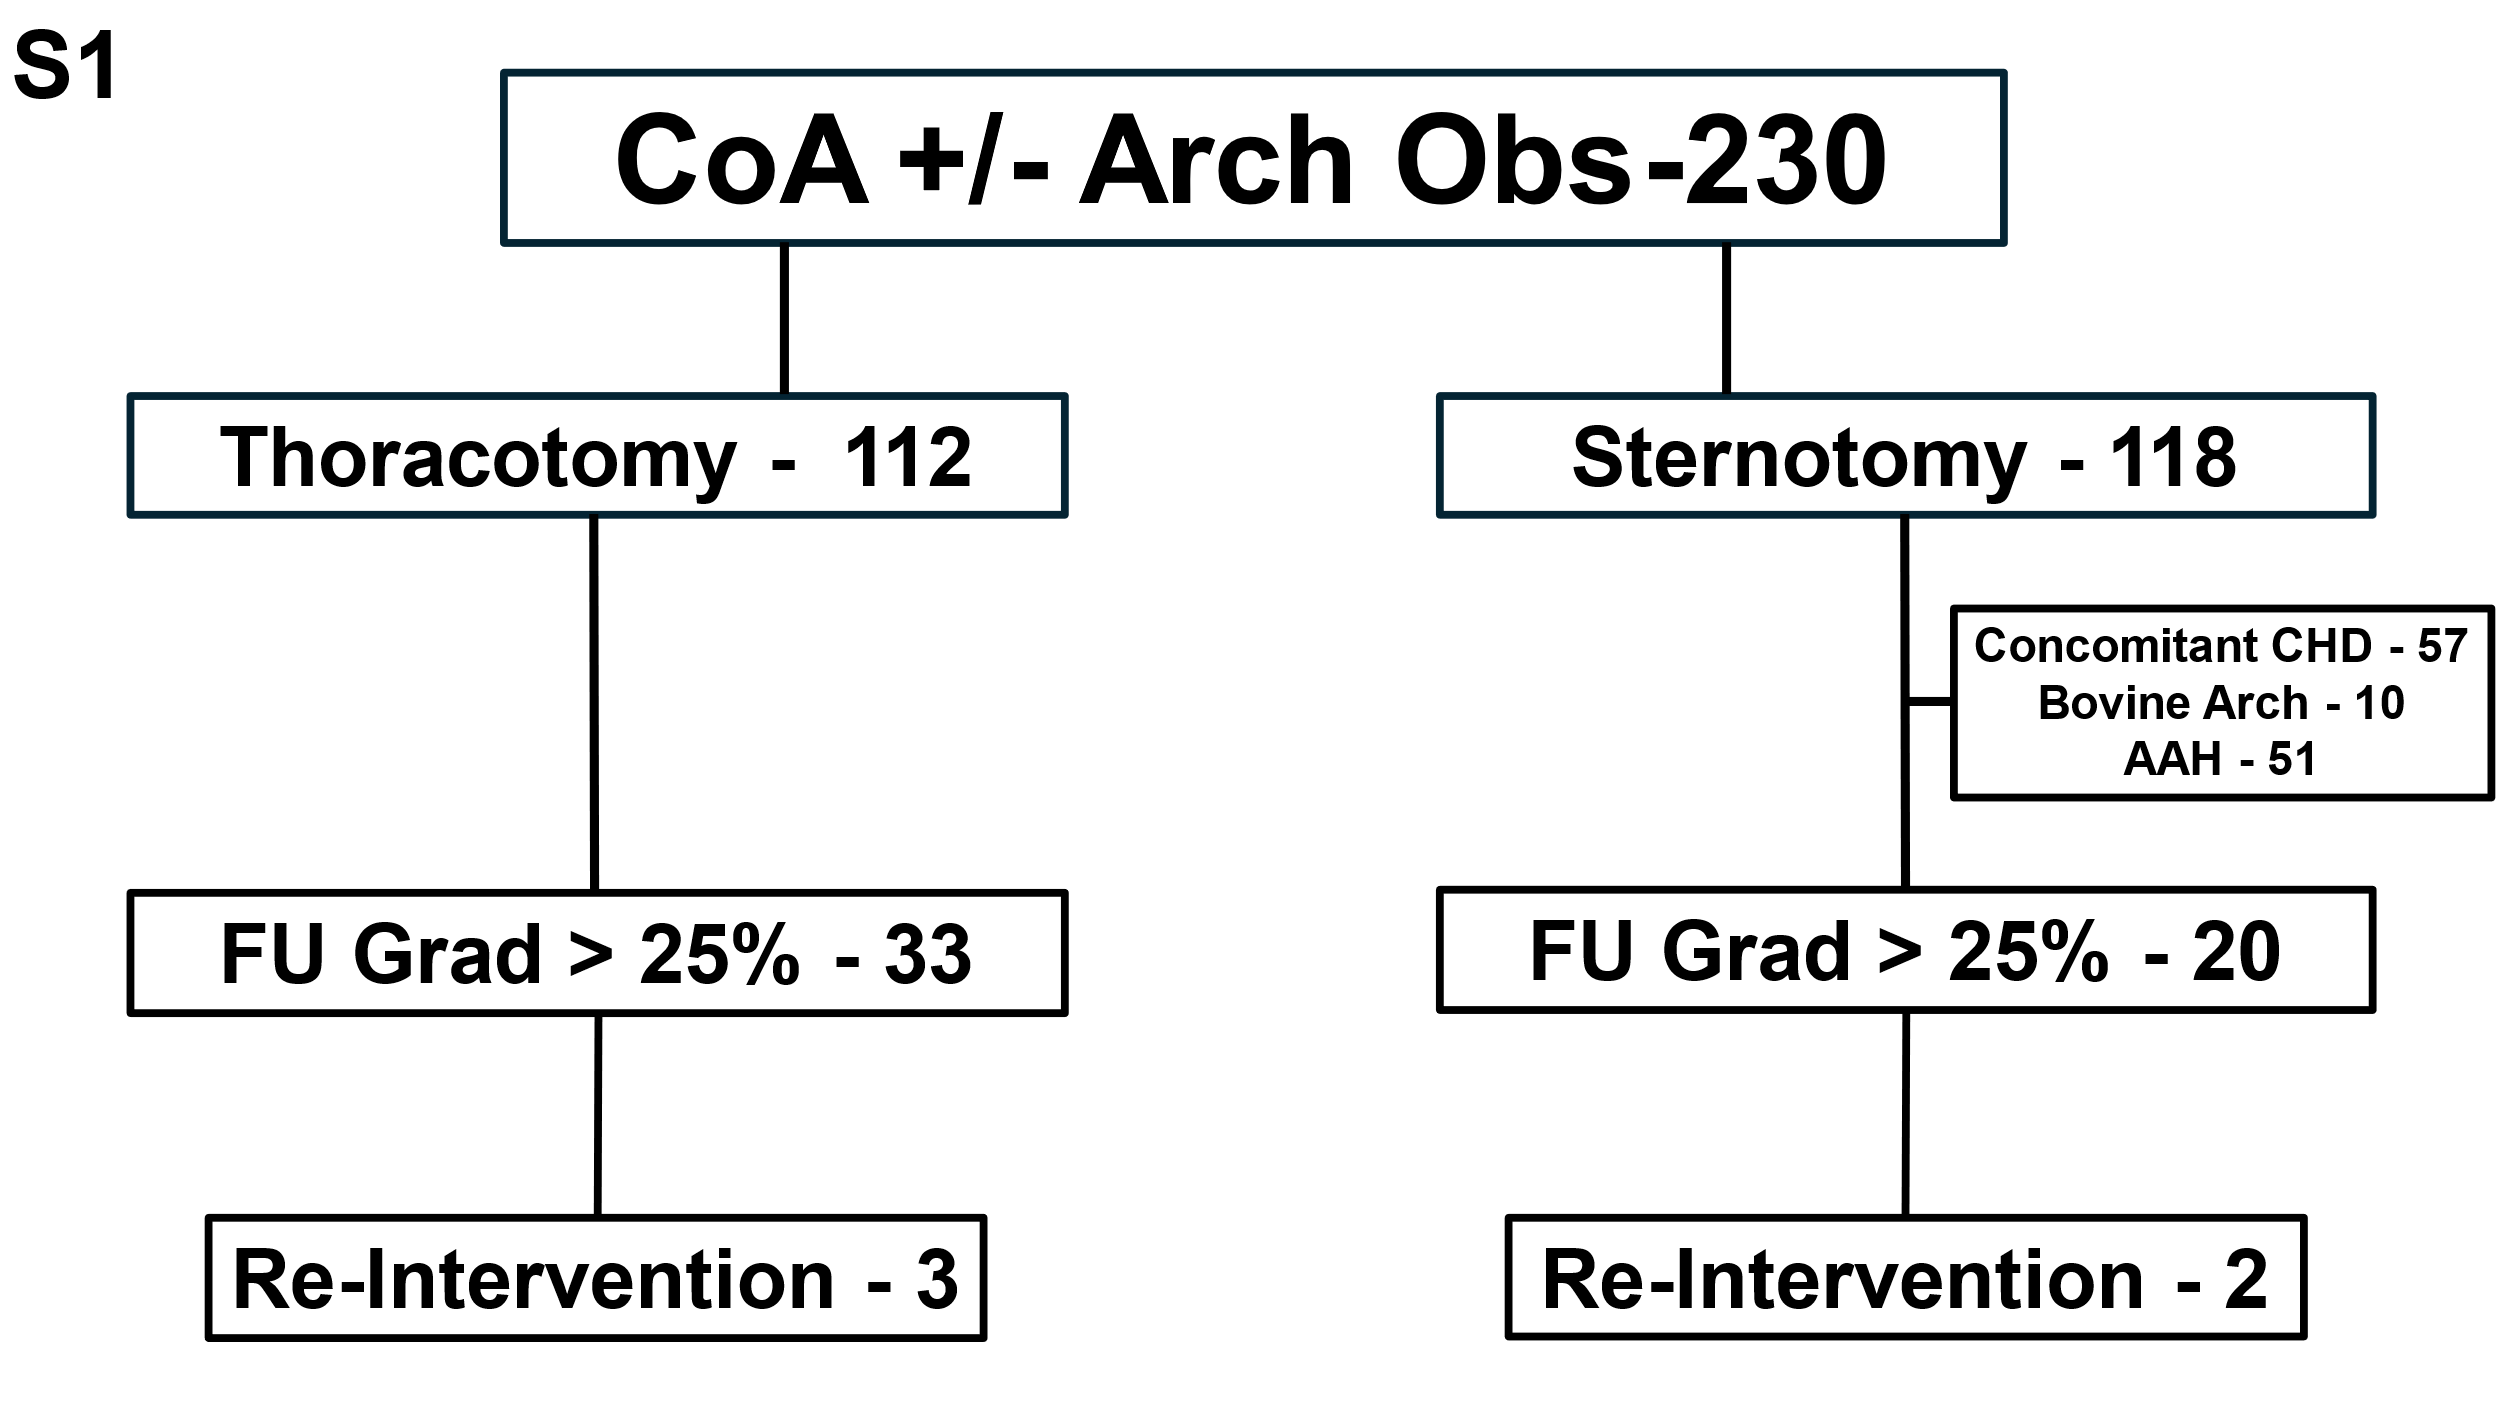 S1
CoA +/- Arch Obs-230
Thoracotomy - 112
Sternotomy - 118
Concomitant CHD - 57
Bovine Arch - 10
AAH - 51
FU Grad > 25% - 33
FU Grad > 25% - 20
Re-Intervention - 3
Re-Intervention - 2